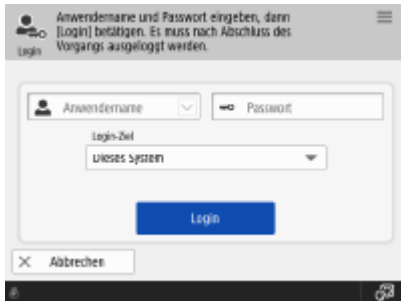 Anwendername und Passwort eingeben, dann
[Login] betätigen. Es muss nach Abschluss des
Vorgangs ausgeloggt werden.
Login
Anwendername
Passwort
Login-Ziel
Dieses System
Login
Abbrechen